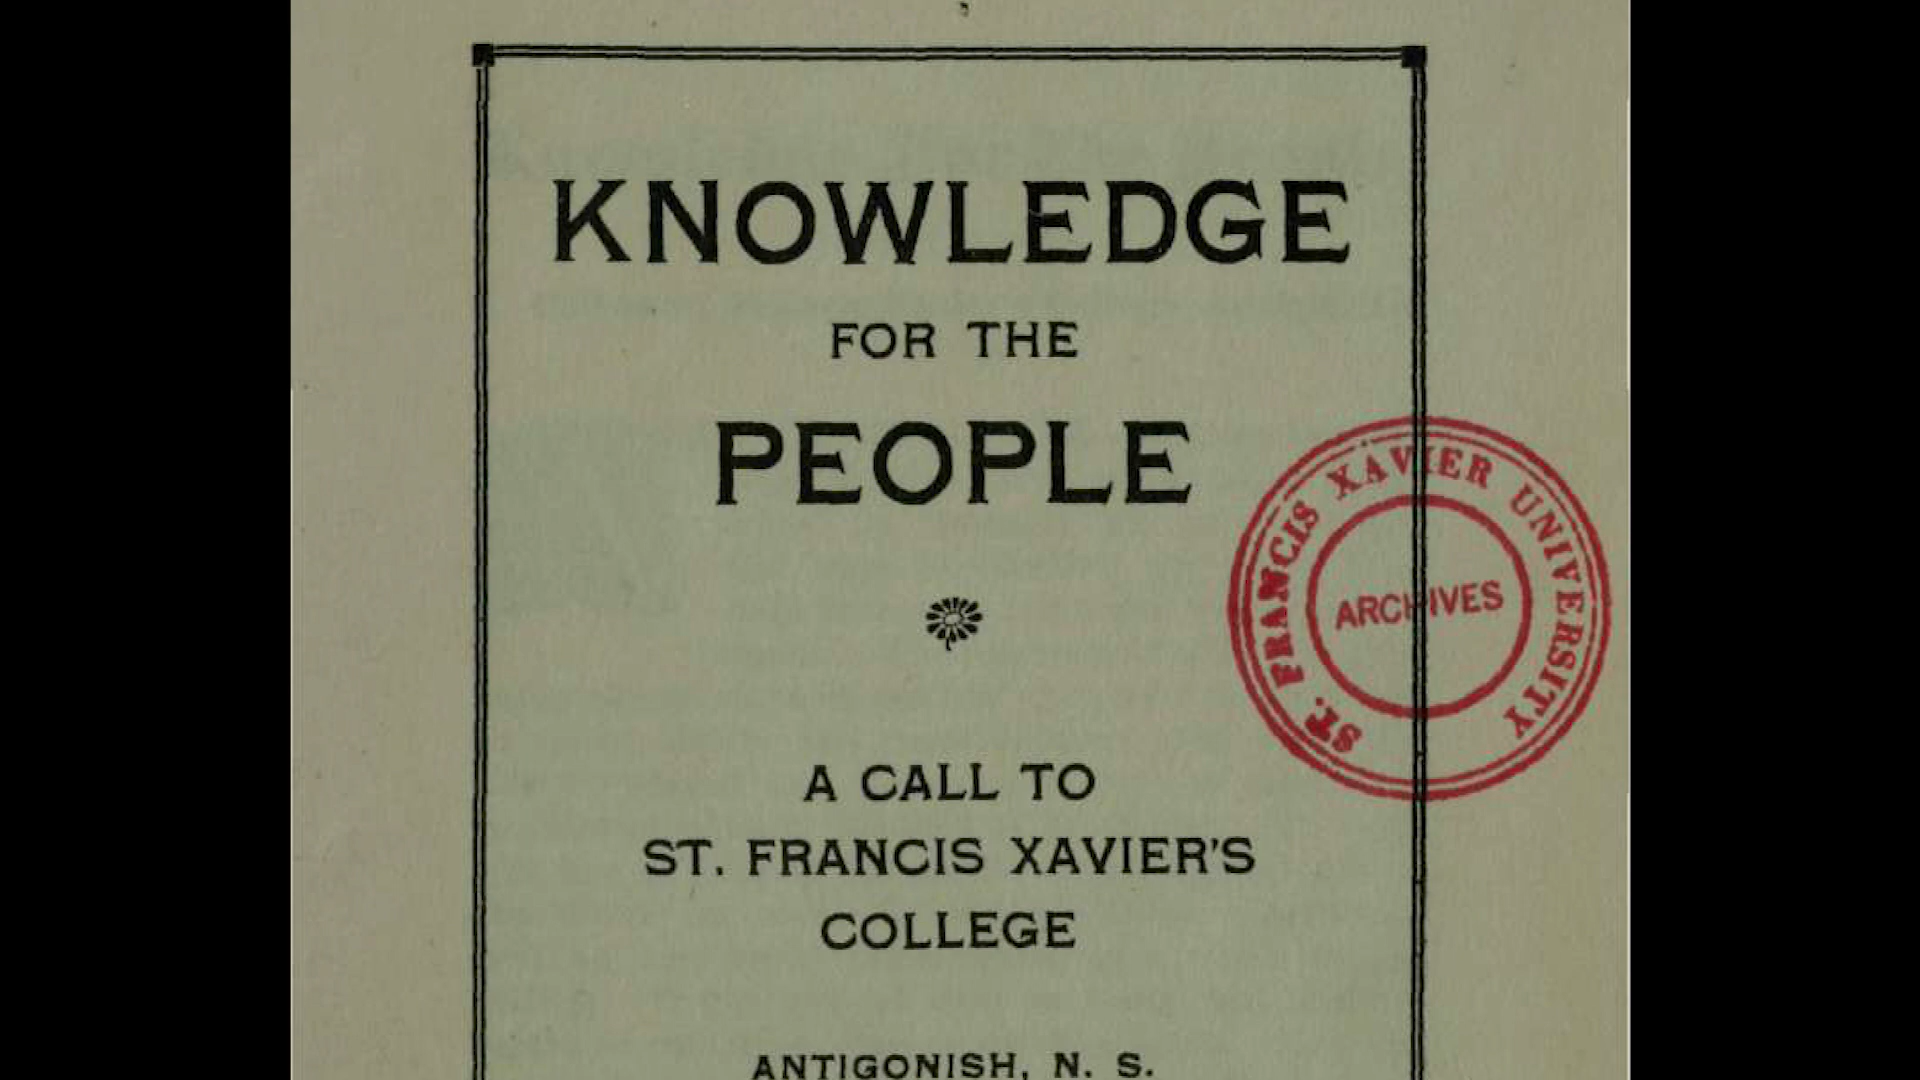 KNOWLEDGE
FOR THE
PEOPLE
ST. FRANCIS XAVIER UNIVERSITY
ARCHIVES
A CALL TO
ST. FRANCIS XAVIER'S
COLLEGE
ANTIGONISH, N. S.